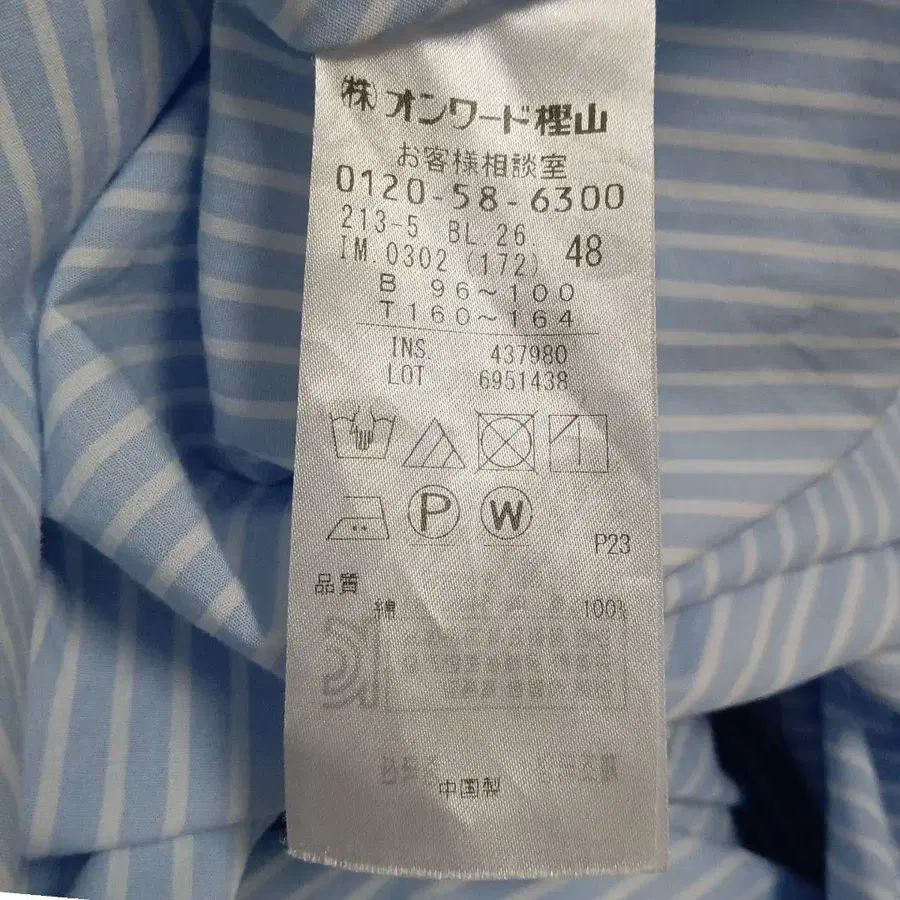 ㈱オンワード樫山
お客様相談室
0120-58-6300
213-5 BL.26. 48
IM.0302 (172)
B 96～100
T 160～164
INS 437980
LOT 6951438
P
W
P23
品質
綿 100%
中国製